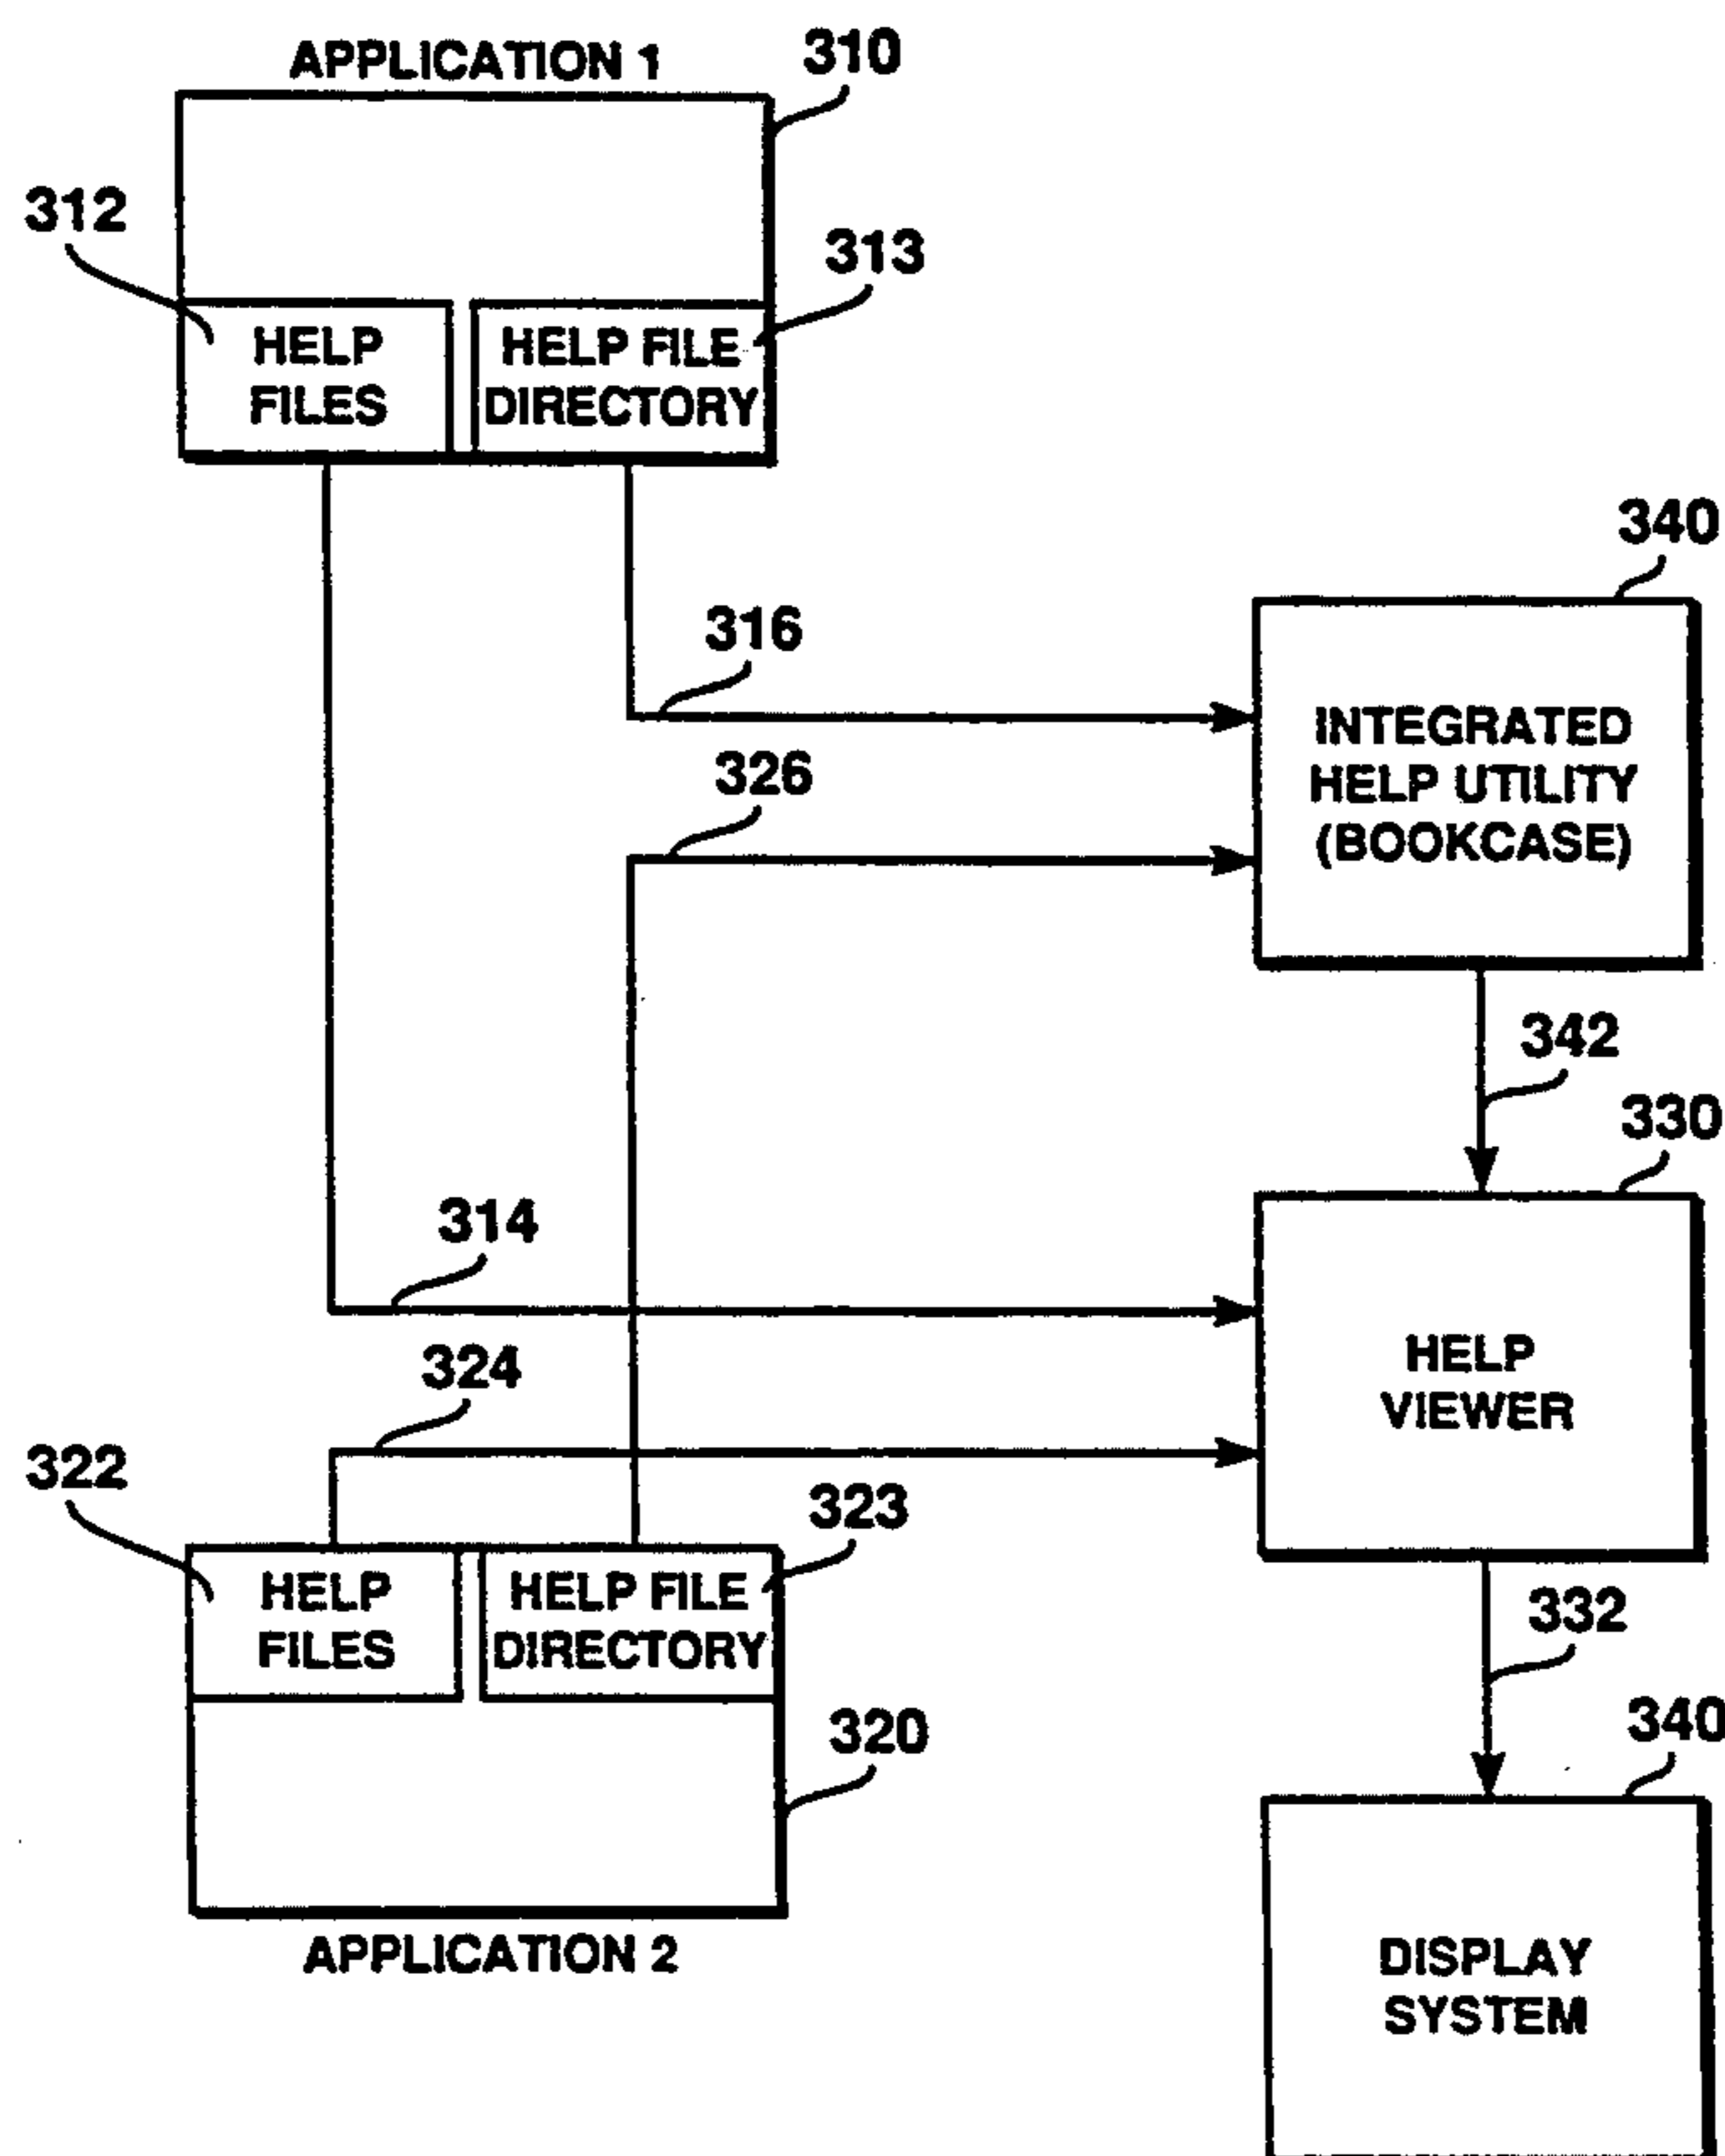 APPLICATION 1
310
312
313
HELP
FILES
HELP FILE
DIRECTORY
340
316
INTEGRATED
HELP UTILITY
(BOOKCASE)
326
342
330
314
HELP
VIEWER
324
322
323
HELP
FILES
HELP FILE
DIRECTORY
332
340
320
APPLICATION 2
DISPLAY
SYSTEM